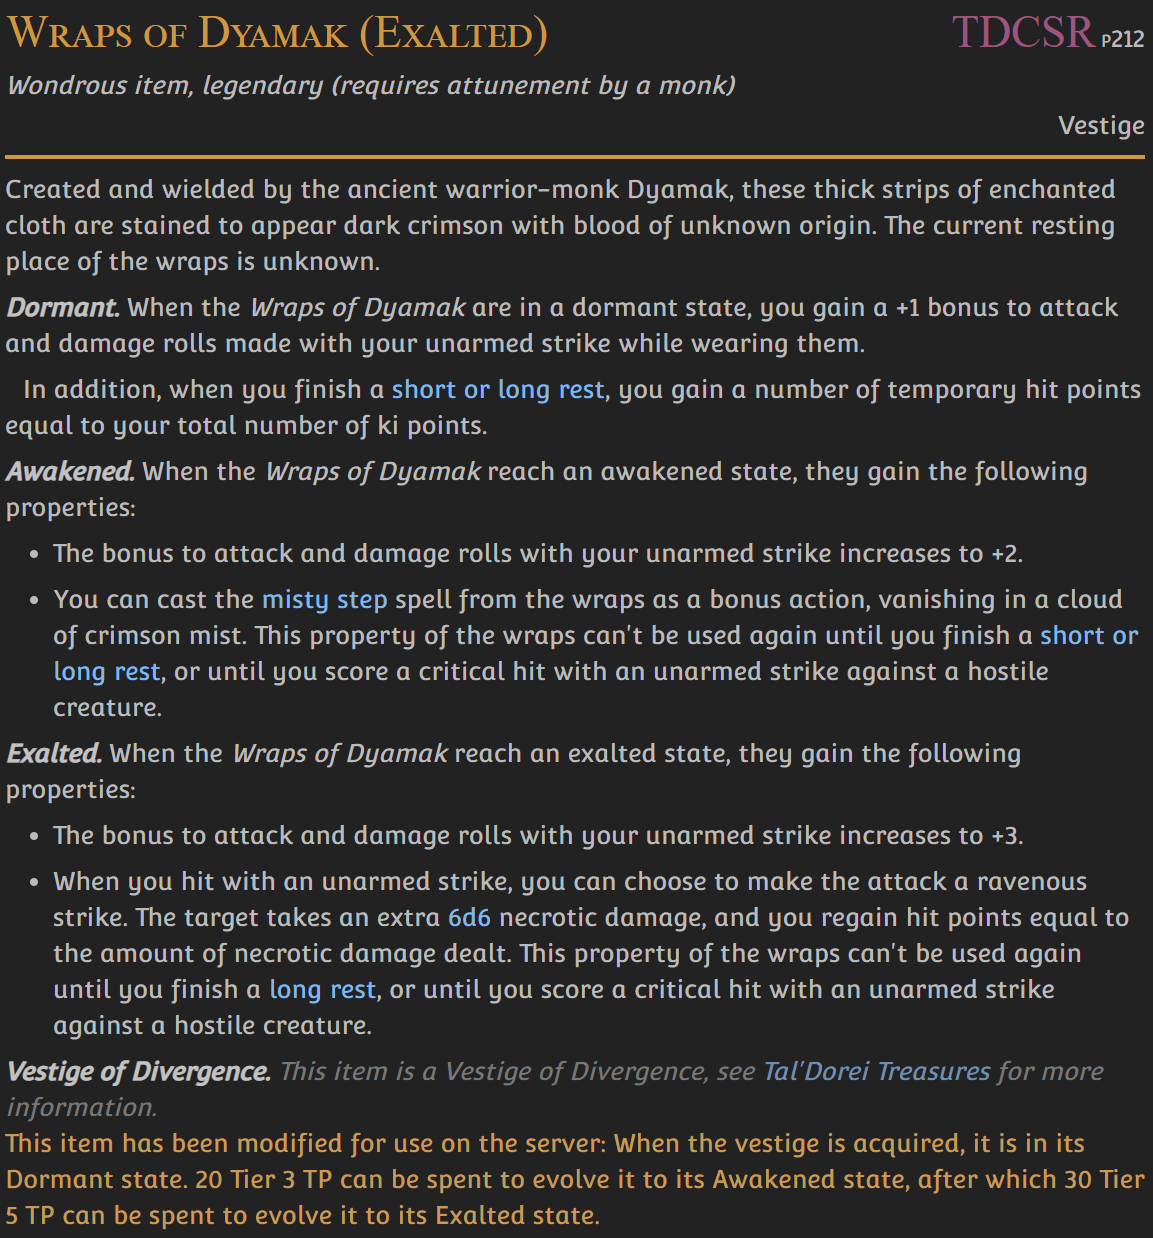 Wraps of Dyamak (Exalted) TDCSR p212
Wondrous item, legendary (requires attunement by a monk)
Vestige
Created and wielded by the ancient warrior-monk Dyamak, these thick strips of enchanted
cloth are stained to appear dark crimson with blood of unknown origin. The current resting
place of the wraps is unknown.
Dormant. When the Wraps of Dyamak are in a dormant state, you gain a +1 bonus to attack
and damage rolls made with your unarmed strike while wearing them.
In addition, when you finish a short or long rest, you gain a number of temporary hit points
equal to your total number of ki points.
Awakened. When the Wraps of Dyamak reach an awakened state, they gain the following
properties:
• The bonus to attack and damage rolls with your unarmed strike increases to +2.
• You can cast the misty step spell from the wraps as a bonus action, vanishing in a cloud
of crimson mist. This property of the wraps can't be used again until you finish a short or
long rest, or until you score a critical hit with an unarmed strike against a hostile
creature.
Exalted. When the Wraps of Dyamak reach an exalted state, they gain the following
properties:
• The bonus to attack and damage rolls with your unarmed strike increases to +3.
• When you hit with an unarmed strike, you can choose to make the attack a ravenous
strike. The target takes an extra 6d6 necrotic damage, and you regain hit points equal to
the amount of necrotic damage dealt. This property of the wraps can't be used again
until you finish a long rest, or until you score a critical hit with an unarmed strike
against a hostile creature.
Vestige of Divergence. This item is a Vestige of Divergence, see Tal'Dorei Treasures for more
information.
This item has been modified for use on the server: When the vestige is acquired, it is in its
Dormant state. 20 Tier 3 TP can be spent to evolve it to its Awakened state, after which 30 Tier
5 TP can be spent to evolve it to its Exalted state.